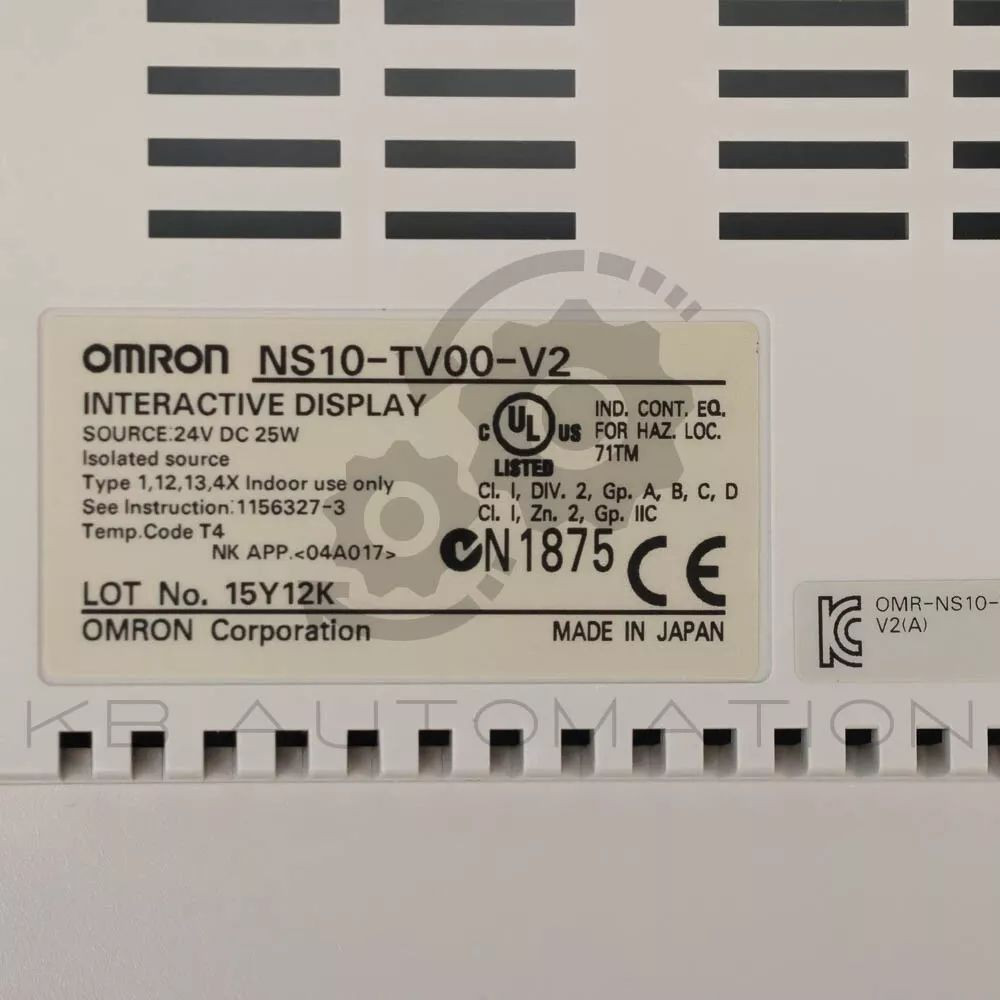 OMRON NS10-TV00-V2
INTERACTIVE DISPLAY
SOURCE:24V DC 25W
Isolated source
Type 1,12,13,4X Indoor use only
See Instruction:1156327-3
Temp.Code T4
NK APP.<04A017>
C UL US
LISTED
IND. CONT. EQ.
FOR HAZ. LOC.
71TM
Cl. I, DIV. 2, Gp. A, B, C, D
Cl. I, Zn. 2, Gp. IIC
N1875 CE
LOT No. 15Y12K
OMRON Corporation
MADE IN JAPAN
KC
OMR-NS10-
V2(A)
KB AUTOMATION